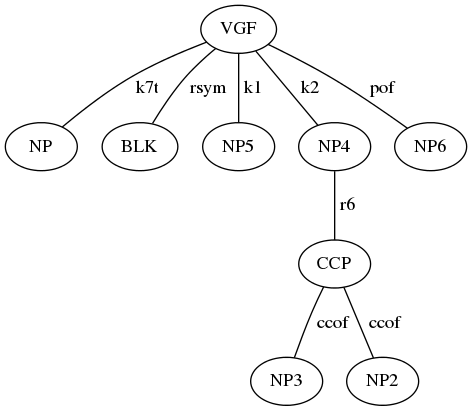 VGF
k7t rsym k1 k2 pof
NP BLK NP5 NP4 NP6
r6
CCP
ccof ccof
NP3 NP2